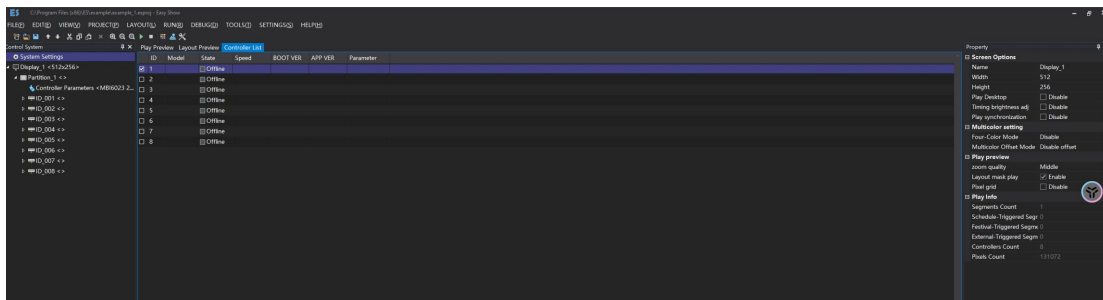 ES C:\Program Files (x86)\ES\example\example_1.esproj - Easy Show
FILE(F) EDIT(E) VIEW(V) PROJECT(P) LAYOUT(L) RUN(R) DEBUG(D) TOOLS(T) SETTINGS(S) HELP(H)
Control System
System Settings
Display_1 <512x256>
Partition_1 <>
Controller Parameters <MBI6023 2...
ID_001 <>
ID_002 <>
ID_003 <>
ID_004 <>
ID_005 <>
ID_006 <>
ID_007 <>
ID_008 <>
Play Preview Layout Preview Controller List
ID Model State Speed BOOT VER APP VER Parameter
1 Offline
2 Offline
3 Offline
4 Offline
5 Offline
6 Offline
7 Offline
8 Offline
Property
Screen Options
Name Display_1
Width 512
Height 256
Play Desktop Disable
Timing brightness adj Disable
Play synchronization Disable
Multicolor setting
Four-Color Mode Disable
Multicolor Offset Mode Disable offset
Play preview
zoom quality Middle
Layout mask play Enable
Pixel grid Disable
Play Info
Segments Count 1
Schedule-Triggered Segr 0
Festival-Triggered Segme 0
External-Triggered Segm 0
Controllers Count 8
Pixels Count 131072